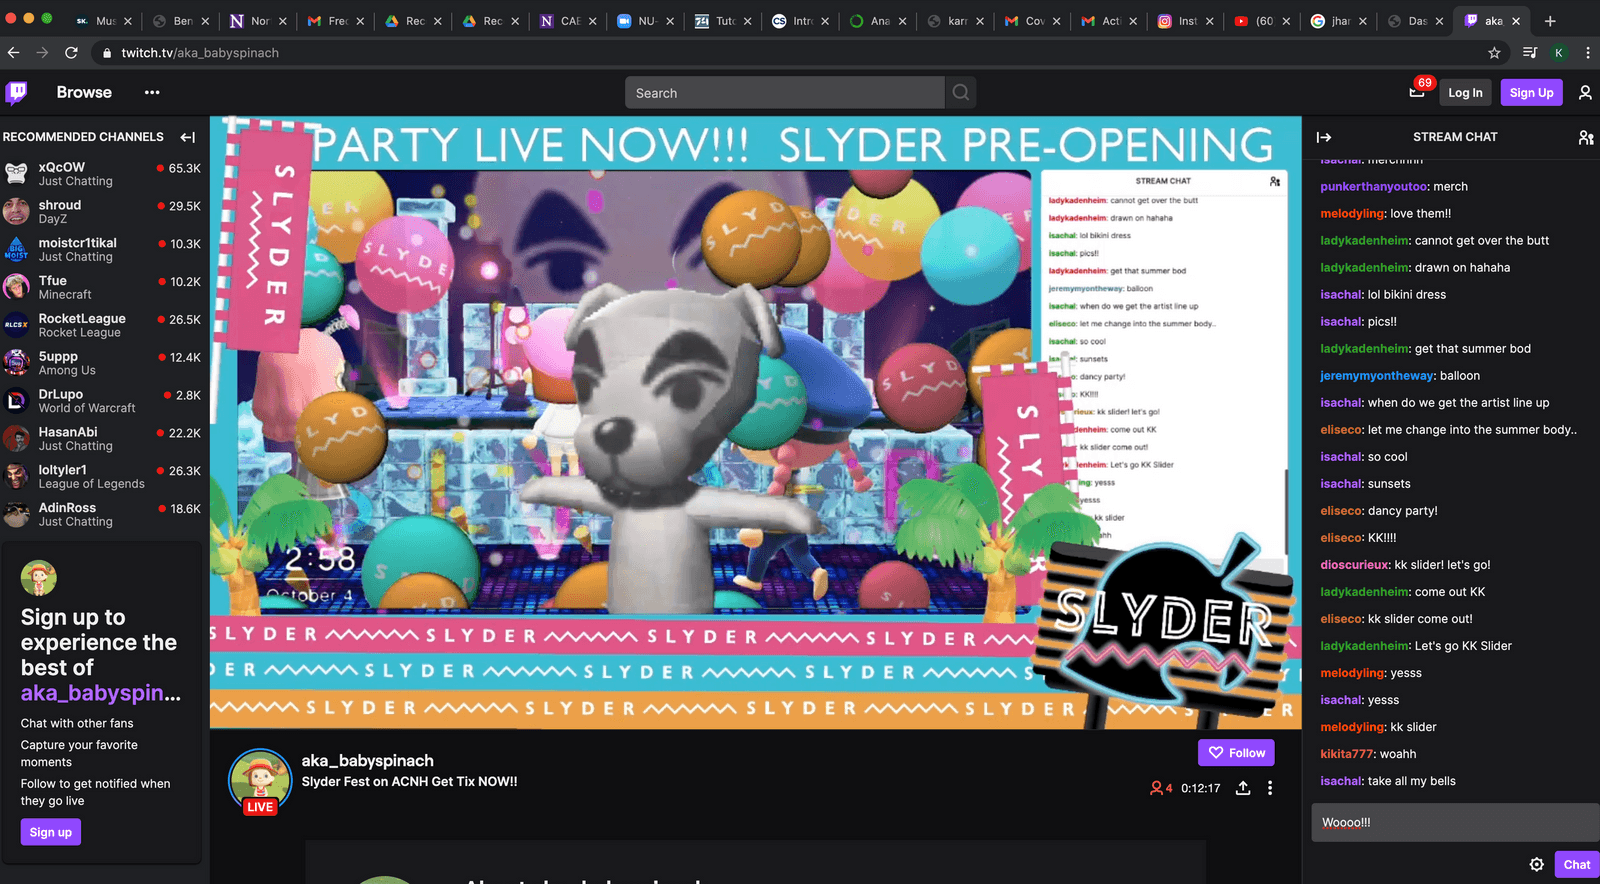 Mus
Ben
Nor
Frec
Rec
Rec
CAE
NU-
Tuto
Intro
Ana
karr
Cov
Acti
Inst
(60
jhar
Das
aka_
twitch.tv/aka_babyspinach
K
Browse
Search
69
Log In
Sign Up
RECOMMENDED CHANNELS
xQcOW
65.3K
Just Chatting
shroud
29.5K
DayZ
moistcr1tikal
10.3K
Just Chatting
Tfue
10.2K
Minecraft
RocketLeague
26.5K
Rocket League
5uppp
12.4K
Among Us
DrLupo
2.8K
World of Warcraft
HasanAbi
22.2K
Just Chatting
loltyler1
26.3K
League of Legends
AdinRoss
18.6K
Just Chatting
Sign up to
experience the
best of
aka_babyspin...
Chat with other fans
Capture your favorite
moments
Follow to get notified when
they go live
Sign up
PARTY LIVE NOW!!! SLYDER PRE-OPENING
SLYDER
SLYDE
SLYD
SLYD
SLYD
2:58
October 4
STREAM CHAT
ladykadenheim: cannot get over the butt
ladykadenheim: drawn on hahaha
isachal: lol bikini dress
isachal: pics!!
ladykadenheim: get that summer bod
jeremymyontheway: balloon
isachal: when do we get the artist line up
eliseco: let me change into the summer body..
isachal: so cool
sunsets
dancy party!
KK!!!!
rieux: kk slider! let's go!
denheim: come out KK
kk slider come out!
denheim: Let's go KK Slider
ng: yesss
yesss
kk slider
ahh
SLY
SLYDER
SLYDER SLYDER SLYDER SLYDER
DER SLYDER SLYDER SLYDER SLYDER S
SLYDER SLYDER SLYDER SLYDER ER
aka_babyspinach
Slyder Fest on ACNH Get Tix NOW!!
LIVE
Follow
4
0:12:17
STREAM CHAT
isachal: merchhhh
punkerthanyoutoo: merch
melodyling: love them!!
ladykadenheim: cannot get over the butt
ladykadenheim: drawn on hahaha
isachal: lol bikini dress
isachal: pics!!
ladykadenheim: get that summer bod
jeremymyontheway: balloon
isachal: when do we get the artist line up
eliseco: let me change into the summer body..
isachal: so cool
isachal: sunsets
eliseco: dancy party!
eliseco: KK!!!!
dioscurieux: kk slider! let's go!
ladykadenheim: come out KK
eliseco: kk slider come out!
ladykadenheim: Let's go KK Slider
melodyling: yesss
isachal: yesss
melodyling: kk slider
kikita777: woahh
isachal: take all my bells
Woooo!!!
Chat